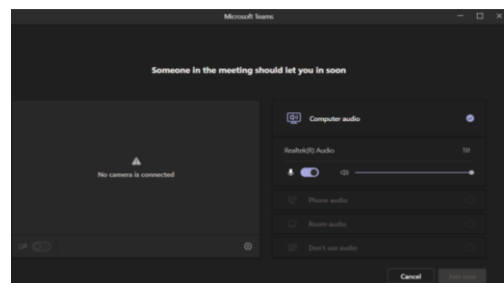 Microsoft Teams
Someone in the meeting should let you in soon
Computer audio
Realtek(R) Audio
No camera is connected
Phone audio
Room audio
Don't use audio
Cancel
Join now